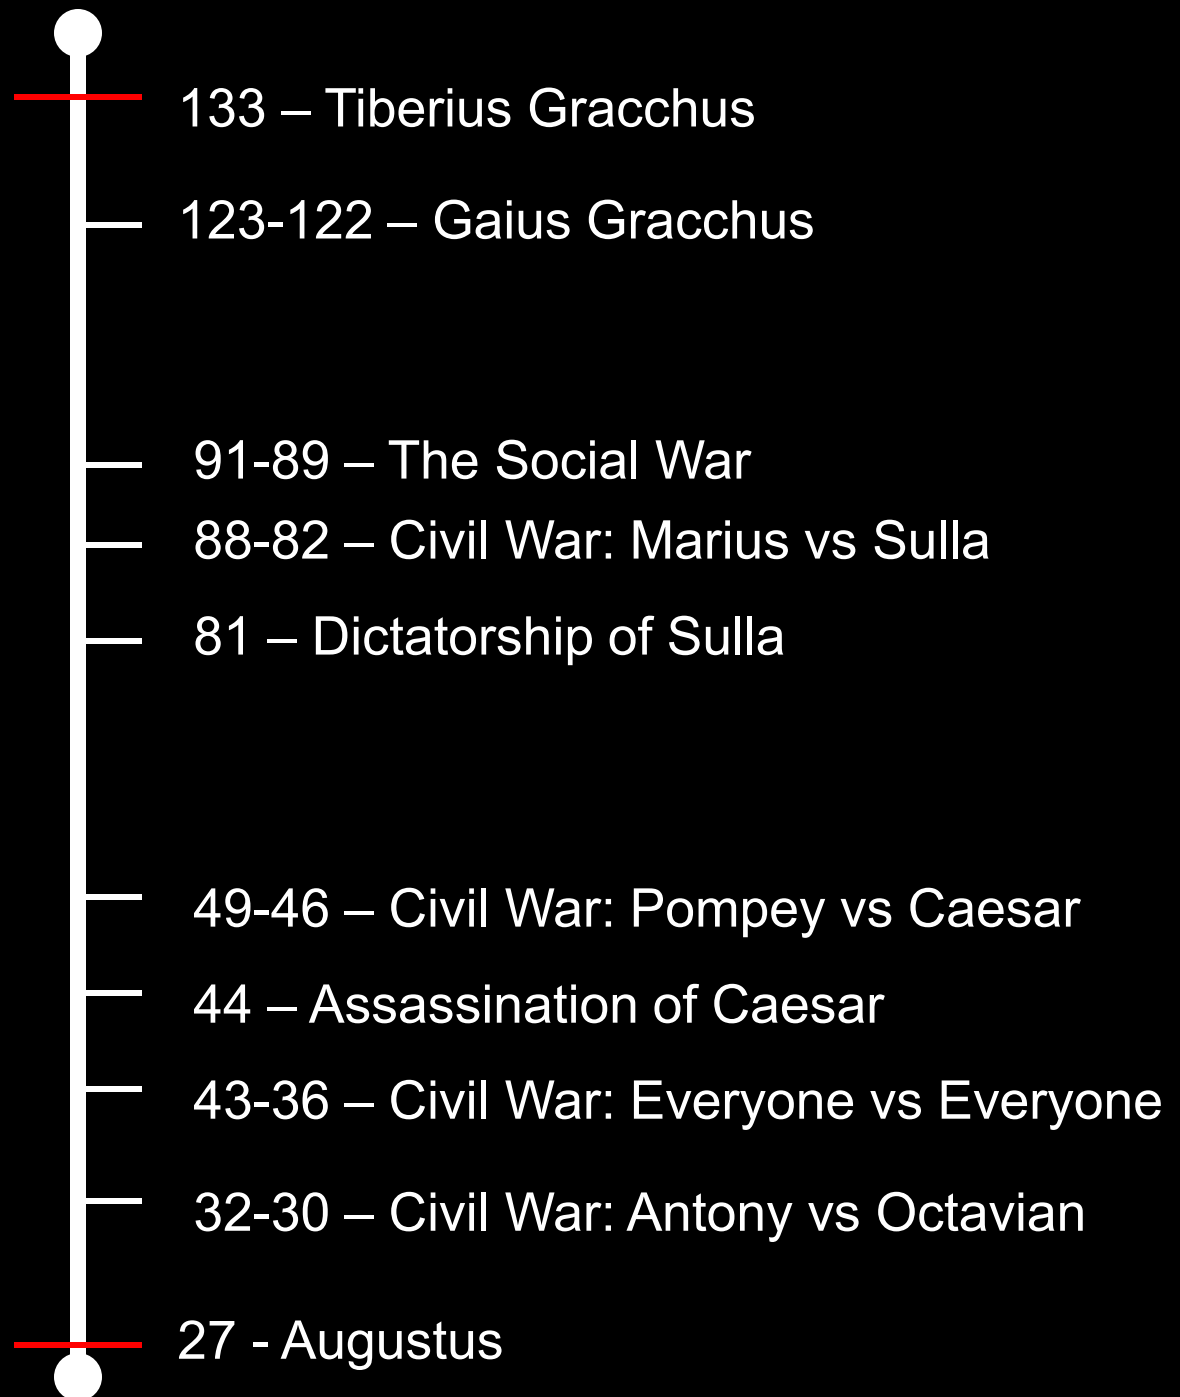 133 – Tiberius Gracchus
123-122 – Gaius Gracchus
91-89 – The Social War
88-82 – Civil War: Marius vs Sulla
81 – Dictatorship of Sulla
49-46 – Civil War: Pompey vs Caesar
44 – Assassination of Caesar
43-36 – Civil War: Everyone vs Everyone
32-30 – Civil War: Antony vs Octavian
27 - Augustus